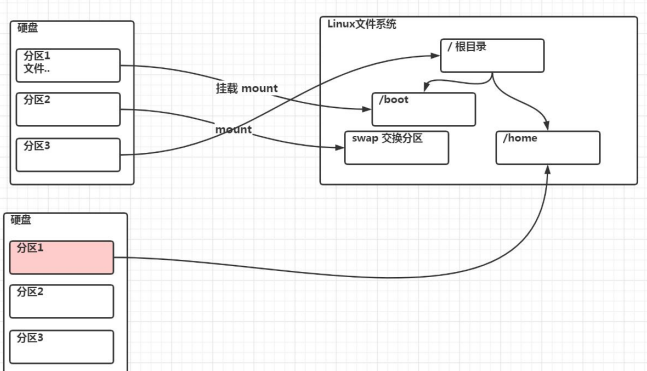 硬盘
分区1
文件..
分区2
分区3
挂载 mount
mount
Linux文件系统
/ 根目录
/boot
swap 交换分区
/home
硬盘
分区1
分区2
分区3